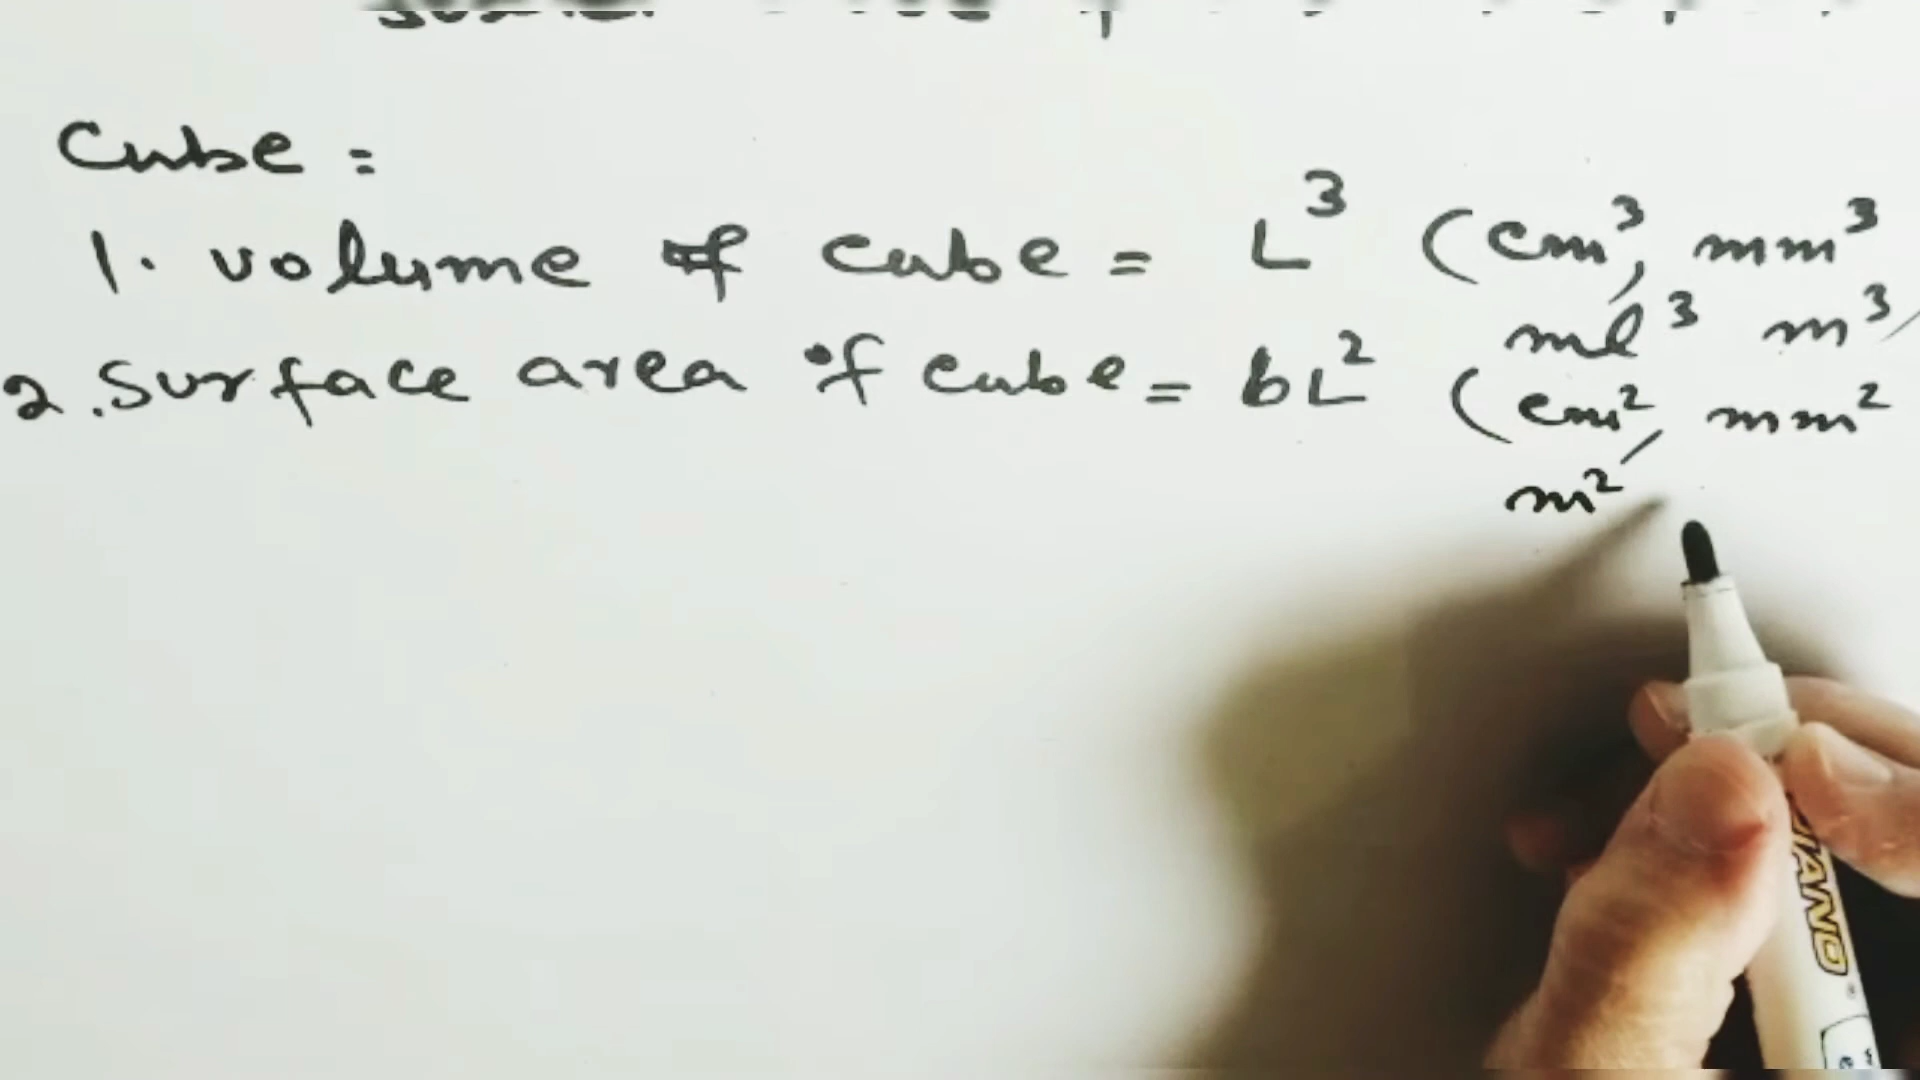 Cube =
1. volume of cube = L³ (cm³, mm³
ml³ m³,
2. Surface area of cube = 6L² (cm², mm²
m²